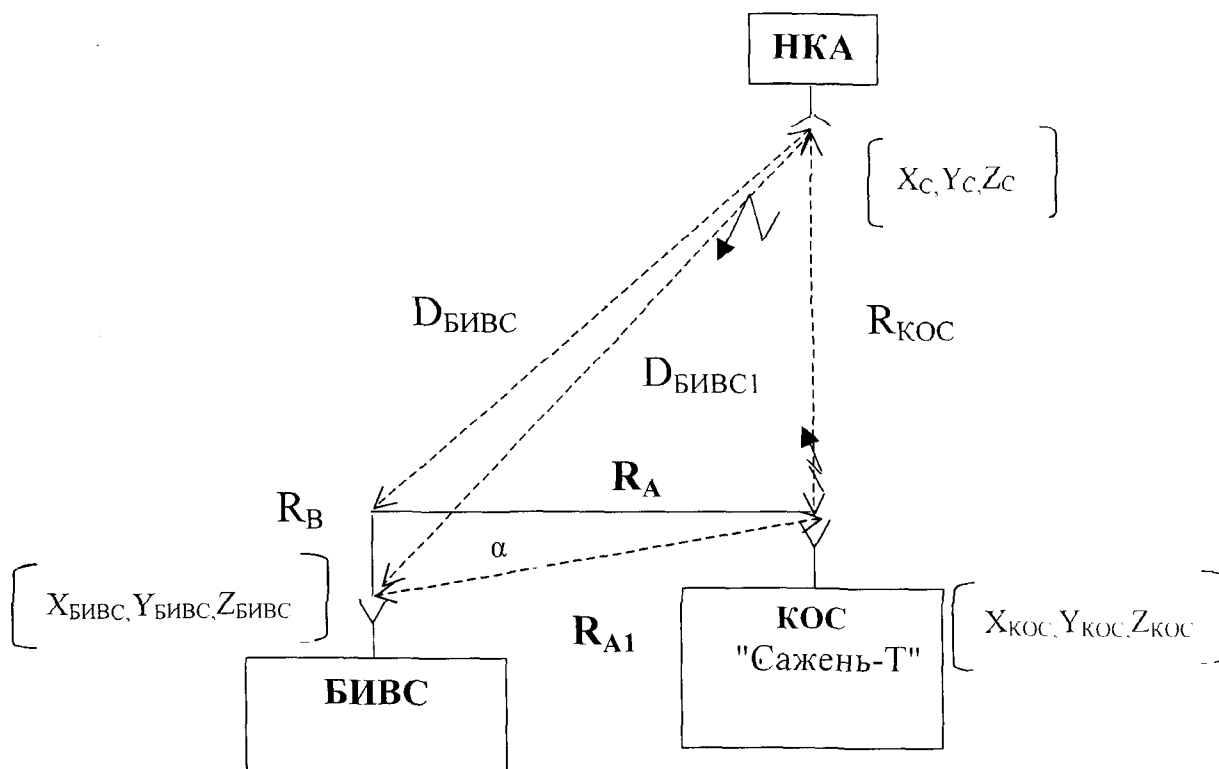 НКА
X_C, Y_C, Z_C
D_БИВС
R_КОС
D_БИВС1
R_A
R_B
α
X_БИВС, Y_БИВС, Z_БИВС
R_A1
КОС
"Сажень-Т"
X_КОС, Y_КОС, Z_КОС
БИВС